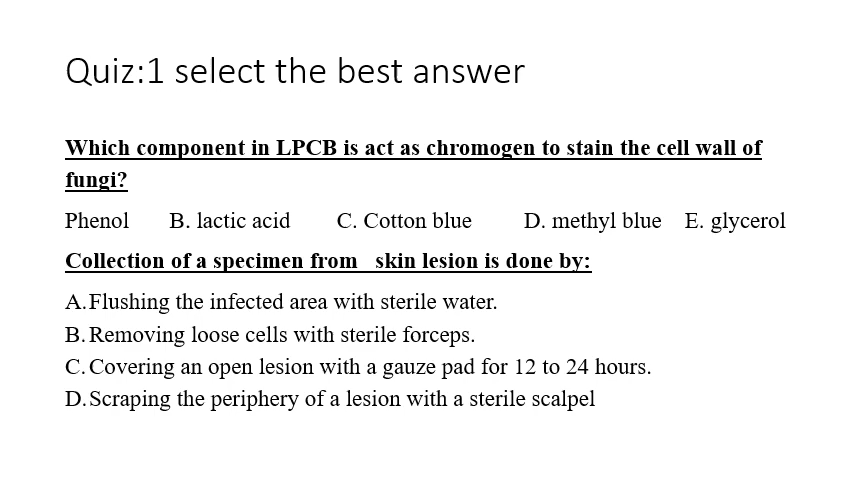 Quiz:1 select the best answer
Which component in LPCB is act as chromogen to stain the cell wall of
fungi?
Phenol B. lactic acid C. Cotton blue D. methyl blue E. glycerol
Collection of a specimen from skin lesion is done by:
A. Flushing the infected area with sterile water.
B. Removing loose cells with sterile forceps.
C. Covering an open lesion with a gauze pad for 12 to 24 hours.
D. Scraping the periphery of a lesion with a sterile scalpel